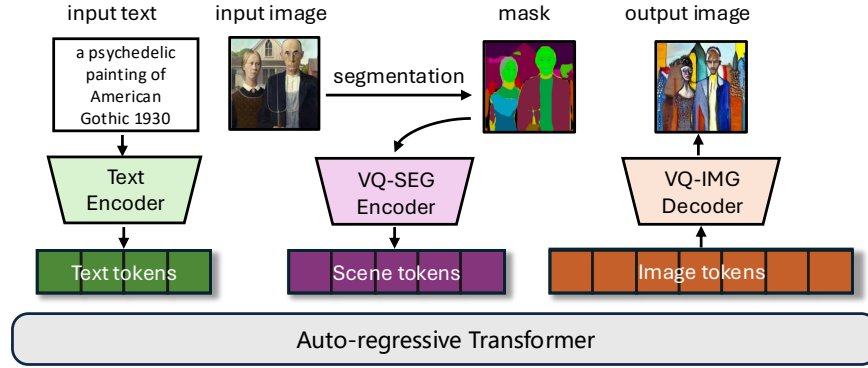 input text
input image
mask
output image
a psychedelic
painting of
American
Gothic 1930
segmentation
Text
Encoder
VQ-SEG
Encoder
VQ-IMG
Decoder
Text tokens
Scene tokens
Image tokens
Auto-regressive Transformer